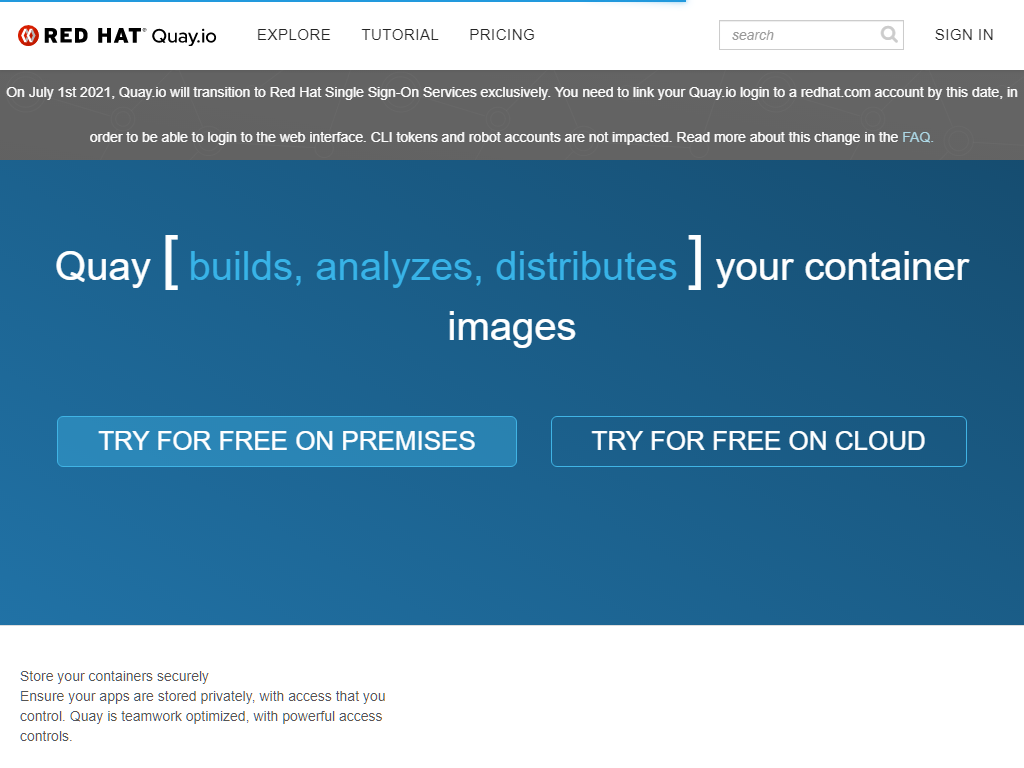 RED HAT Quay.io EXPLORE TUTORIAL PRICING search SIGN IN
On July 1st 2021, Quay.io will transition to Red Hat Single Sign-On Services exclusively. You need to link your Quay.io login to a redhat.com account by this date, in
order to be able to login to the web interface. CLI tokens and robot accounts are not impacted. Read more about this change in the FAQ.
Quay [ builds, analyzes, distributes ] your container
images
TRY FOR FREE ON PREMISES TRY FOR FREE ON CLOUD
Store your containers securely
Ensure your apps are stored privately, with access that you
control. Quay is teamwork optimized, with powerful access
controls.